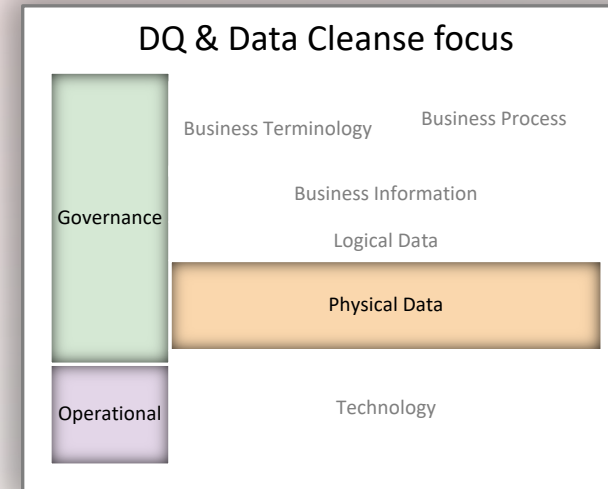 DQ & Data Cleanse focus
Business Terminology
Business Process
Governance
Business Information
Logical Data
Physical Data
Operational
Technology